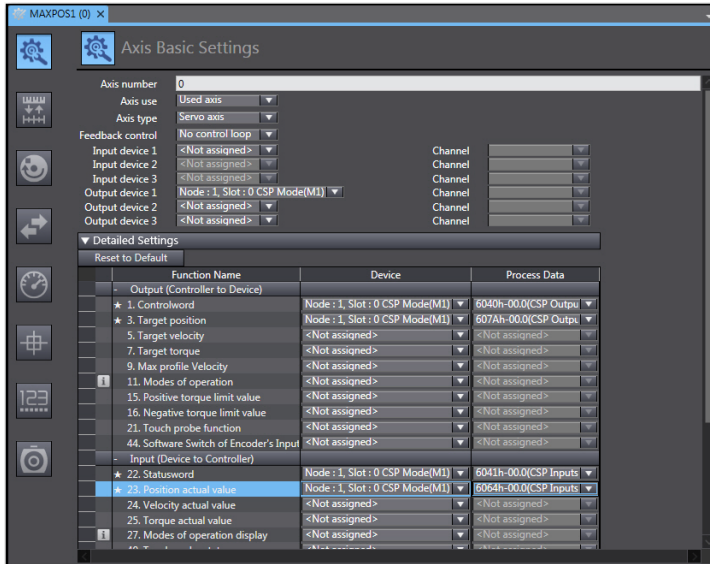 MAXPOS1 (0) ×
Axis Basic Settings
Axis number 0
Axis use Used axis
Axis type Servo axis
Feedback control No control loop
Input device 1 <Not assigned> Channel
Input device 2 <Not assigned> Channel
Input device 3 <Not assigned> Channel
Output device 1 Node : 1, Slot : 0 CSP Mode(M1) Channel
Output device 2 <Not assigned> Channel
Output device 3 <Not assigned> Channel
▼ Detailed Settings
Reset to Default
Function Name Device Process Data
- Output (Controller to Device)
★ 1. Controlword Node : 1, Slot : 0 CSP Mode(M1) 6040h-00.0(CSP Outpu
★ 3. Target position Node : 1, Slot : 0 CSP Mode(M1) 607Ah-00.0(CSP Outpu
5. Target velocity <Not assigned> <Not assigned>
7. Target torque <Not assigned> <Not assigned>
9. Max profile Velocity <Not assigned> <Not assigned>
11. Modes of operation <Not assigned> <Not assigned>
15. Positive torque limit value <Not assigned> <Not assigned>
16. Negative torque limit value <Not assigned> <Not assigned>
21. Touch probe function <Not assigned> <Not assigned>
44. Software Switch of Encoder's Input <Not assigned> <Not assigned>
- Input (Device to Controller)
★ 22. Statusword Node : 1, Slot : 0 CSP Mode(M1) 6041h-00.0(CSP Inputs
★ 23. Position actual value Node : 1, Slot : 0 CSP Mode(M1) 6064h-00.0(CSP Inputs
24. Velocity actual value <Not assigned> <Not assigned>
25. Torque actual value <Not assigned> <Not assigned>
27. Modes of operation display <Not assigned> <Not assigned>
123